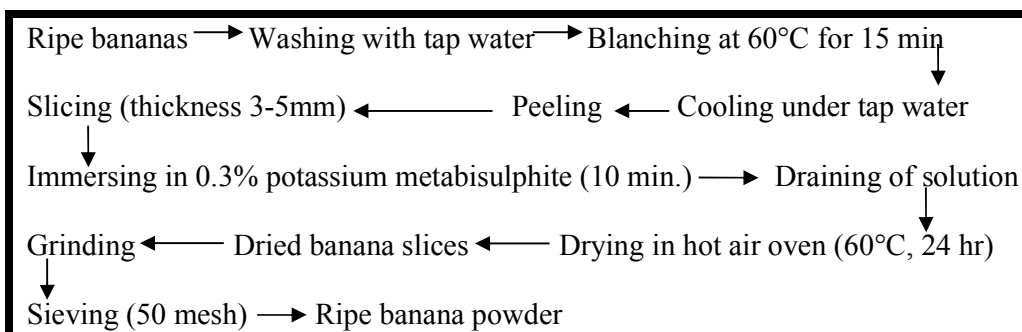 Ripe bananas Washing with tap water Blanching at 60°C for 15 min
Slicing (thickness 3-5mm) Peeling Cooling under tap water
Immersing in 0.3% potassium metabisulphite (10 min.) Draining of solution
Grinding Dried banana slices Drying in hot air oven (60°C, 24 hr)
Sieving (50 mesh) Ripe banana powder